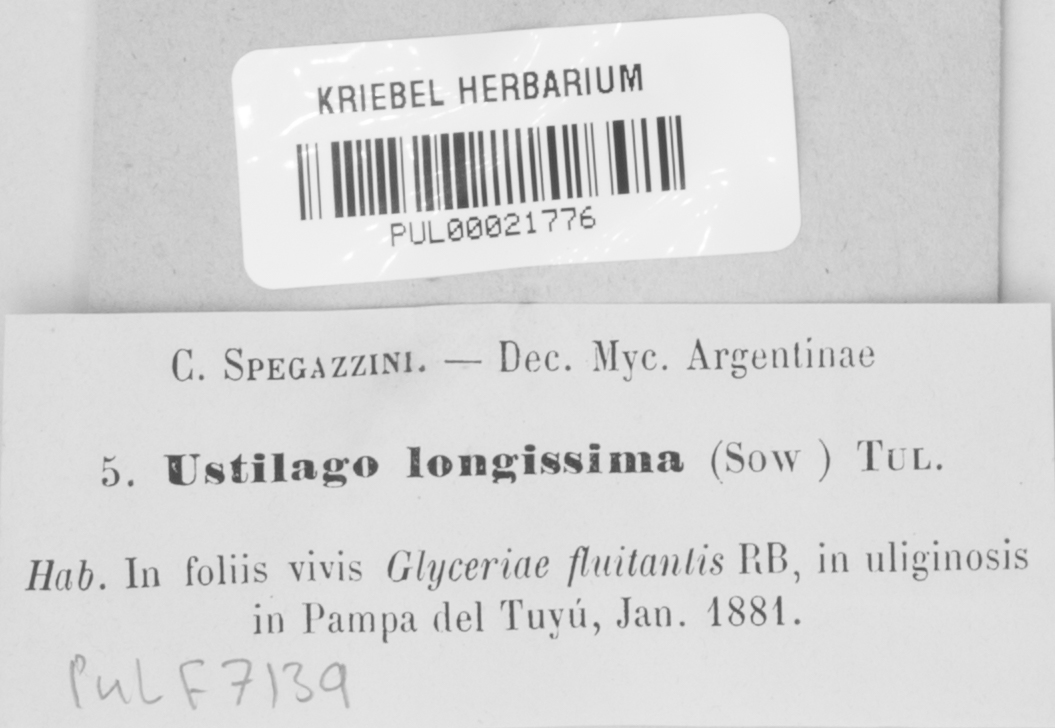 KRIEBEL HERBARIUM
PUL00021776
C. SPEGAZZINI. — Dec. Myc. Argentinae
5. Ustilago longissima (Sow ) TUL.
Hab. In foliis vivis Glyceriae fluitantis RB, in uliginosis
in Pampa del Tuyú, Jan. 1881.
PUL F7139